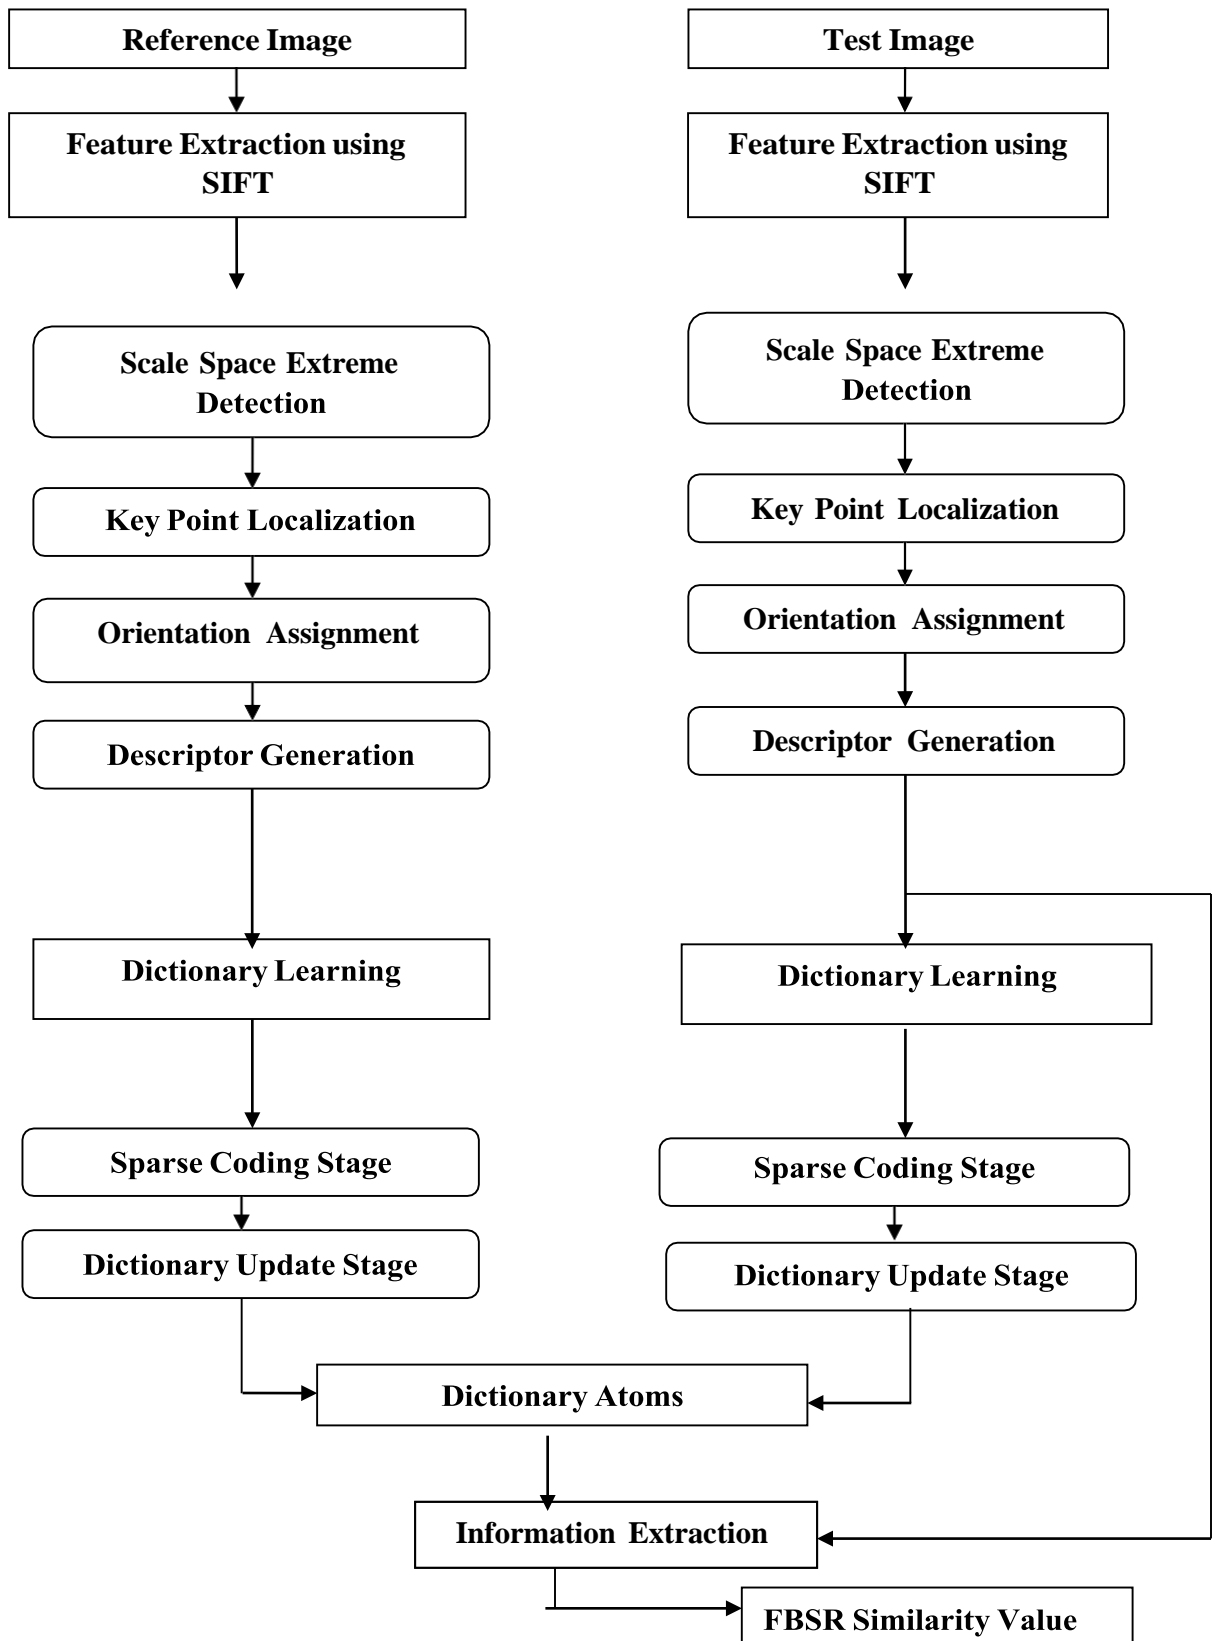 Reference Image
Test Image
Feature Extraction using
SIFT
Feature Extraction using
SIFT
Scale Space Extreme
Detection
Scale Space Extreme
Detection
Key Point Localization
Key Point Localization
Orientation Assignment
Orientation Assignment
Descriptor Generation
Descriptor Generation
Dictionary Learning
Dictionary Learning
Sparse Coding Stage
Sparse Coding Stage
Dictionary Update Stage
Dictionary Update Stage
Dictionary Atoms
Information Extraction
FBSR Similarity Value